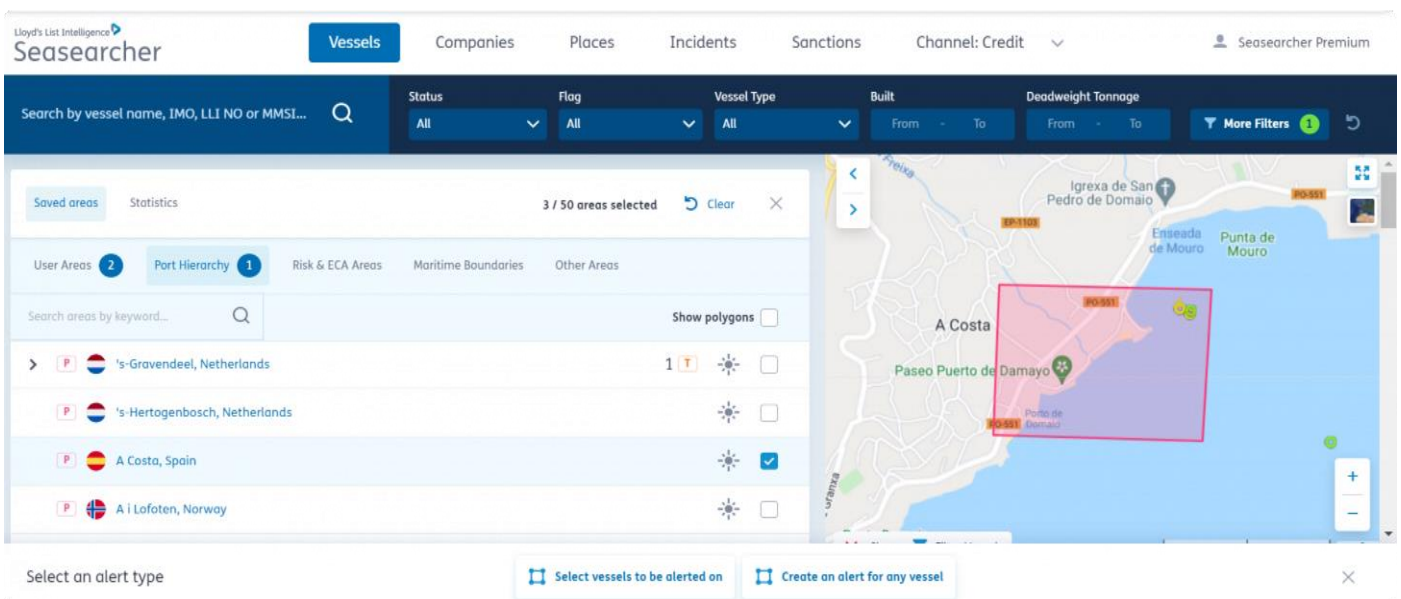 Lloyd's List Intelligence
Seasearcher
Vessels
Companies
Places
Incidents
Sanctions
Channel: Credit
Seasearcher Premium
Search by vessel name, IMO, LLI NO or MMSI...
Status
All
Flag
All
Vessel Type
All
Built
From - To
Deadweight Tonnage
From - To
More Filters 1
Saved areas
Statistics
3 / 50 areas selected
Clear
User Areas 2
Port Hierarchy 1
Risk & ECA Areas
Maritime Boundaries
Other Areas
Search areas by keyword...
Show polygons
P 's-Gravendeel, Netherlands
1 T
P 's-Hertogenbosch, Netherlands
P A Costa, Spain
P A i Lofoten, Norway
Freixa
Igrexa de San
Pedro de Domaio
PO-551
EP-1103
Enseada
de Mouro
Punta de
Mouro
PO-551
A Costa
Paseo Puerto de Damayo
Porto de
Domaio
PO-551
Granxa
Select an alert type
Select vessels to be alerted on
Create an alert for any vessel